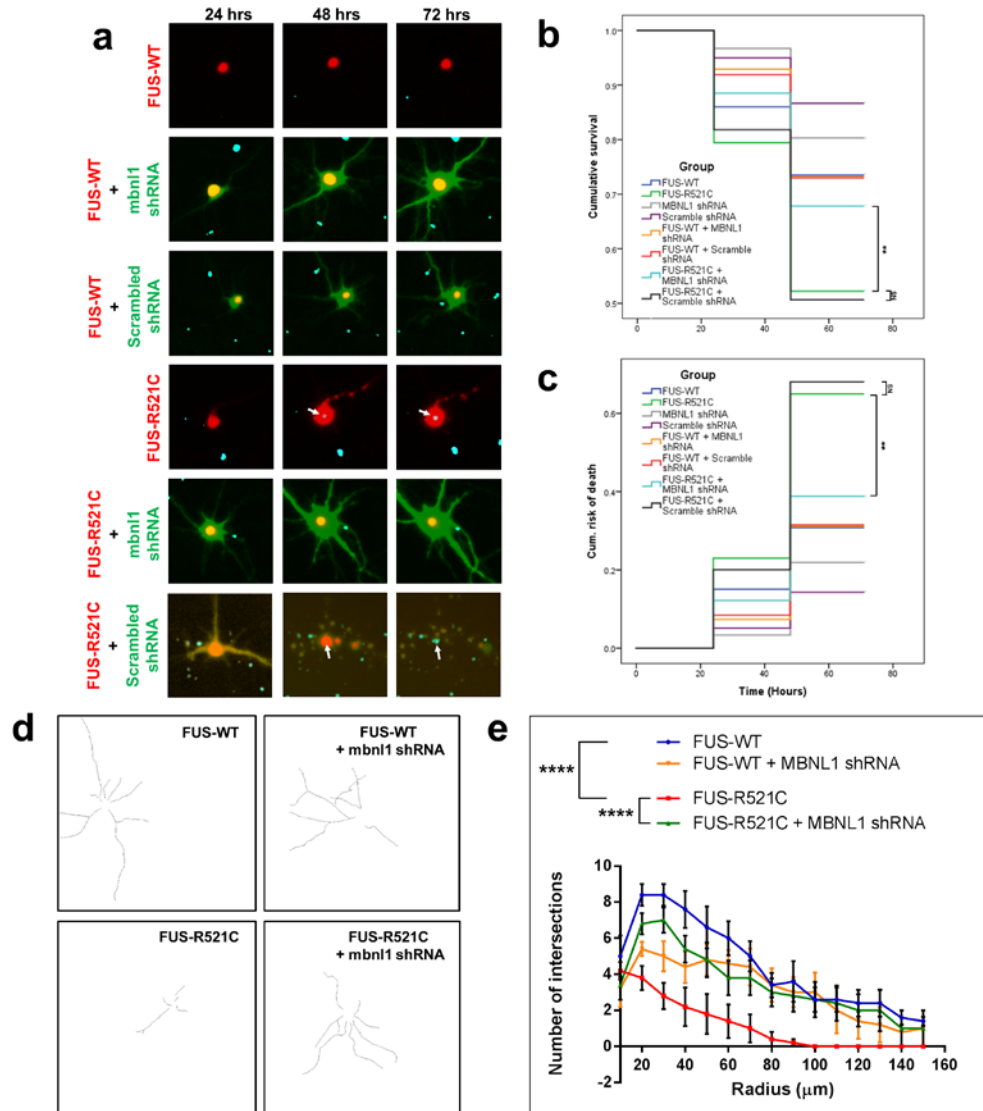 a
24 hrs
48 hrs
72 hrs
FUS-WT
FUS-WT
+
mbnl1
shRNA
FUS-WT
+
Scrambled
shRNA
FUS-R521C
FUS-R521C
+
mbnl1
shRNA
FUS-R521C
+
Scrambled
shRNA
b
1.0
0.9
0.8
0.7
0.6
0.5
Cumulative survival
Group
FUS-WT
FUS-R521C
MBNL1 shRNA
Scramble shRNA
FUS-WT + MBNL1
shRNA
FUS-WT + Scramble
shRNA
FUS-R521C +
MBNL1 shRNA
FUS-R521C +
Scramble shRNA
**
NS
0
20
40
60
80
c
0.6
0.4
0.2
0.0
Cum. risk of death
Group
FUS-WT
FUS-R521C
MBNL1 shRNA
Scramble shRNA
FUS-WT + MBNL1
shRNA
FUS-WT + Scramble
shRNA
FUS-R521C +
MBNL1 shRNA
FUS-R521C +
Scramble shRNA
NS
**
0
20
40
60
80
Time (Hours)
d
FUS-WT
FUS-WT
+ mbnl1 shRNA
FUS-R521C
FUS-R521C
+ mbnl1 shRNA
e
FUS-WT
FUS-WT + MBNL1 shRNA
****
FUS-R521C
****
FUS-R521C + MBNL1 shRNA
10
8
6
4
2
0
-2
Number of intersections
20
40
60
80
100
120
140
160
Radius (μm)